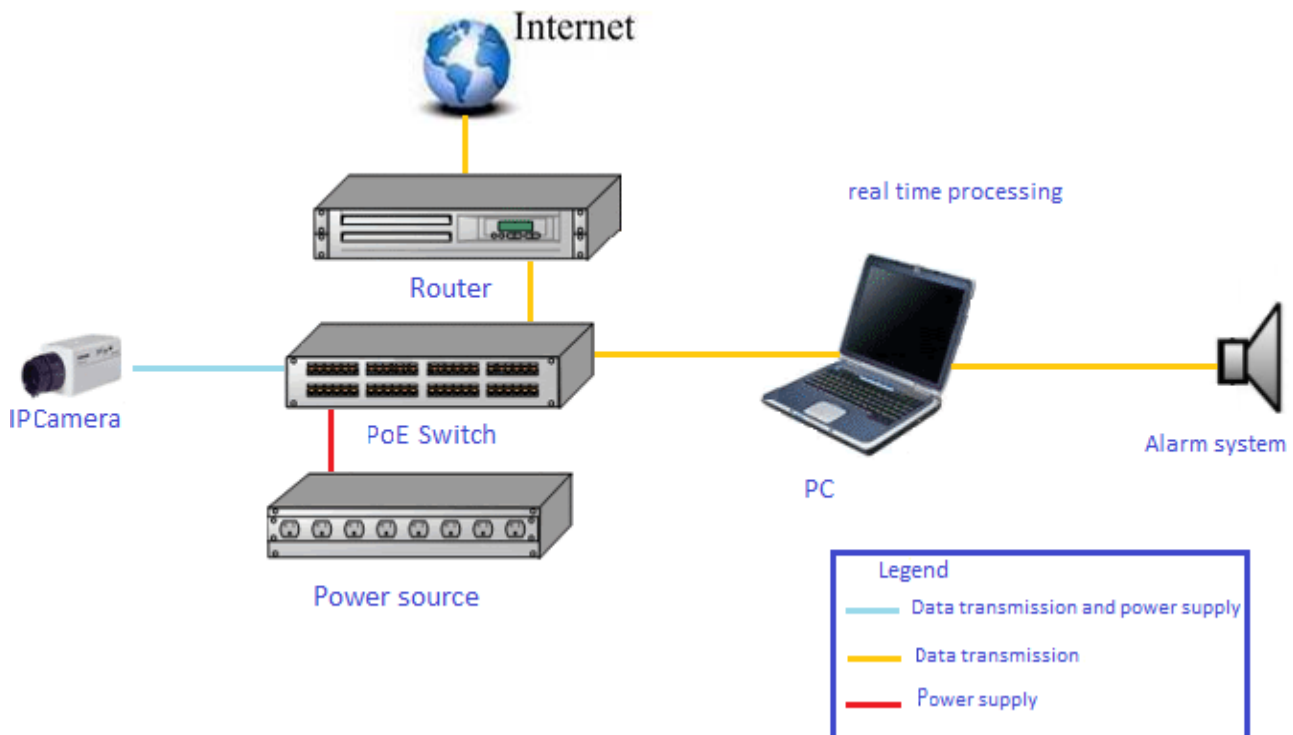 Internet
real time processing
Router
IPCamera
PoE Switch
Alarm system
PC
Power source
Legend
Data transmission and power supply
Data transmission
Power supply